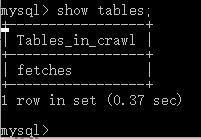 mysql> show tables;
+-----------------+
| Tables_in_crawl |
+-----------------+
| fetches         |
+-----------------+
1 row in set (0.37 sec)
mysql>